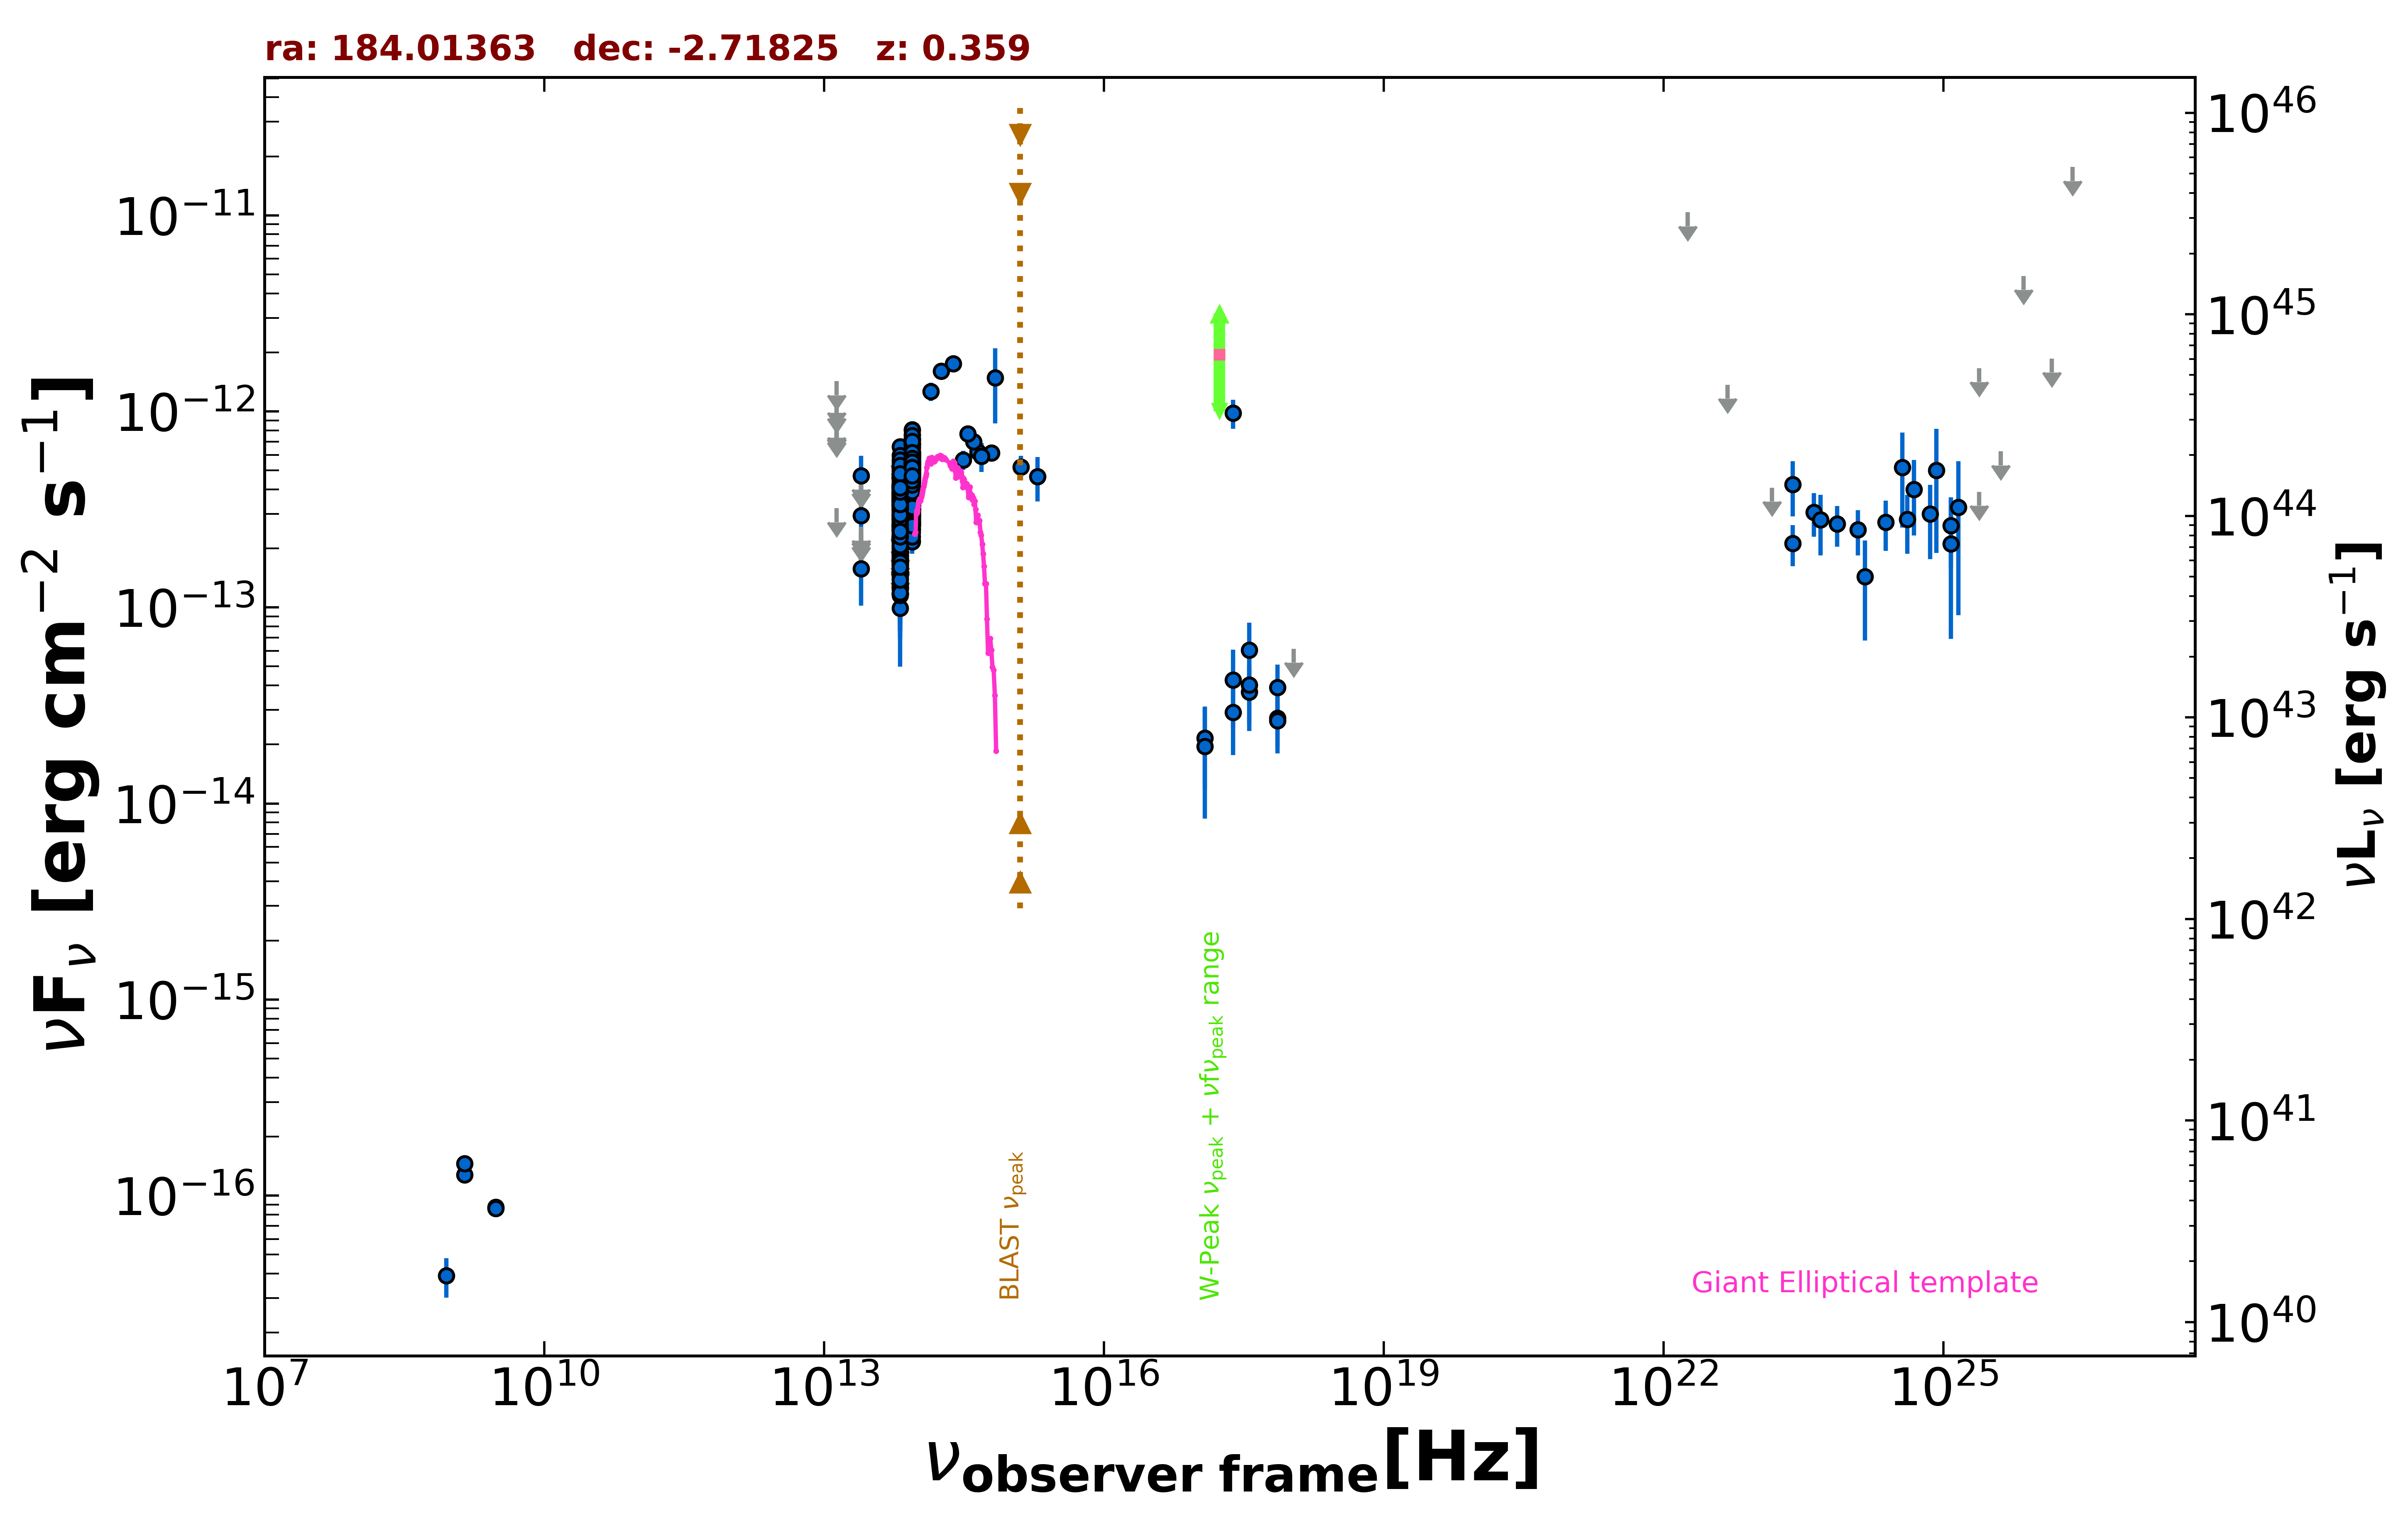 ra: 184.01363 dec: -2.71825 z: 0.359
νF_ν [erg cm^−2 s^−1]
10^−11
10^−12
10^−13
10^−14
10^−15
10^−16
10^46
10^45
10^44
10^43
10^42
10^41
10^40
νL_ν [erg s^−1]
BLAST ν_peak
W-Peak ν_peak + νfν_peak range
Giant Elliptical template
10^7 10^10 10^13 10^16 10^19 10^22 10^25
ν_observer frame [Hz]